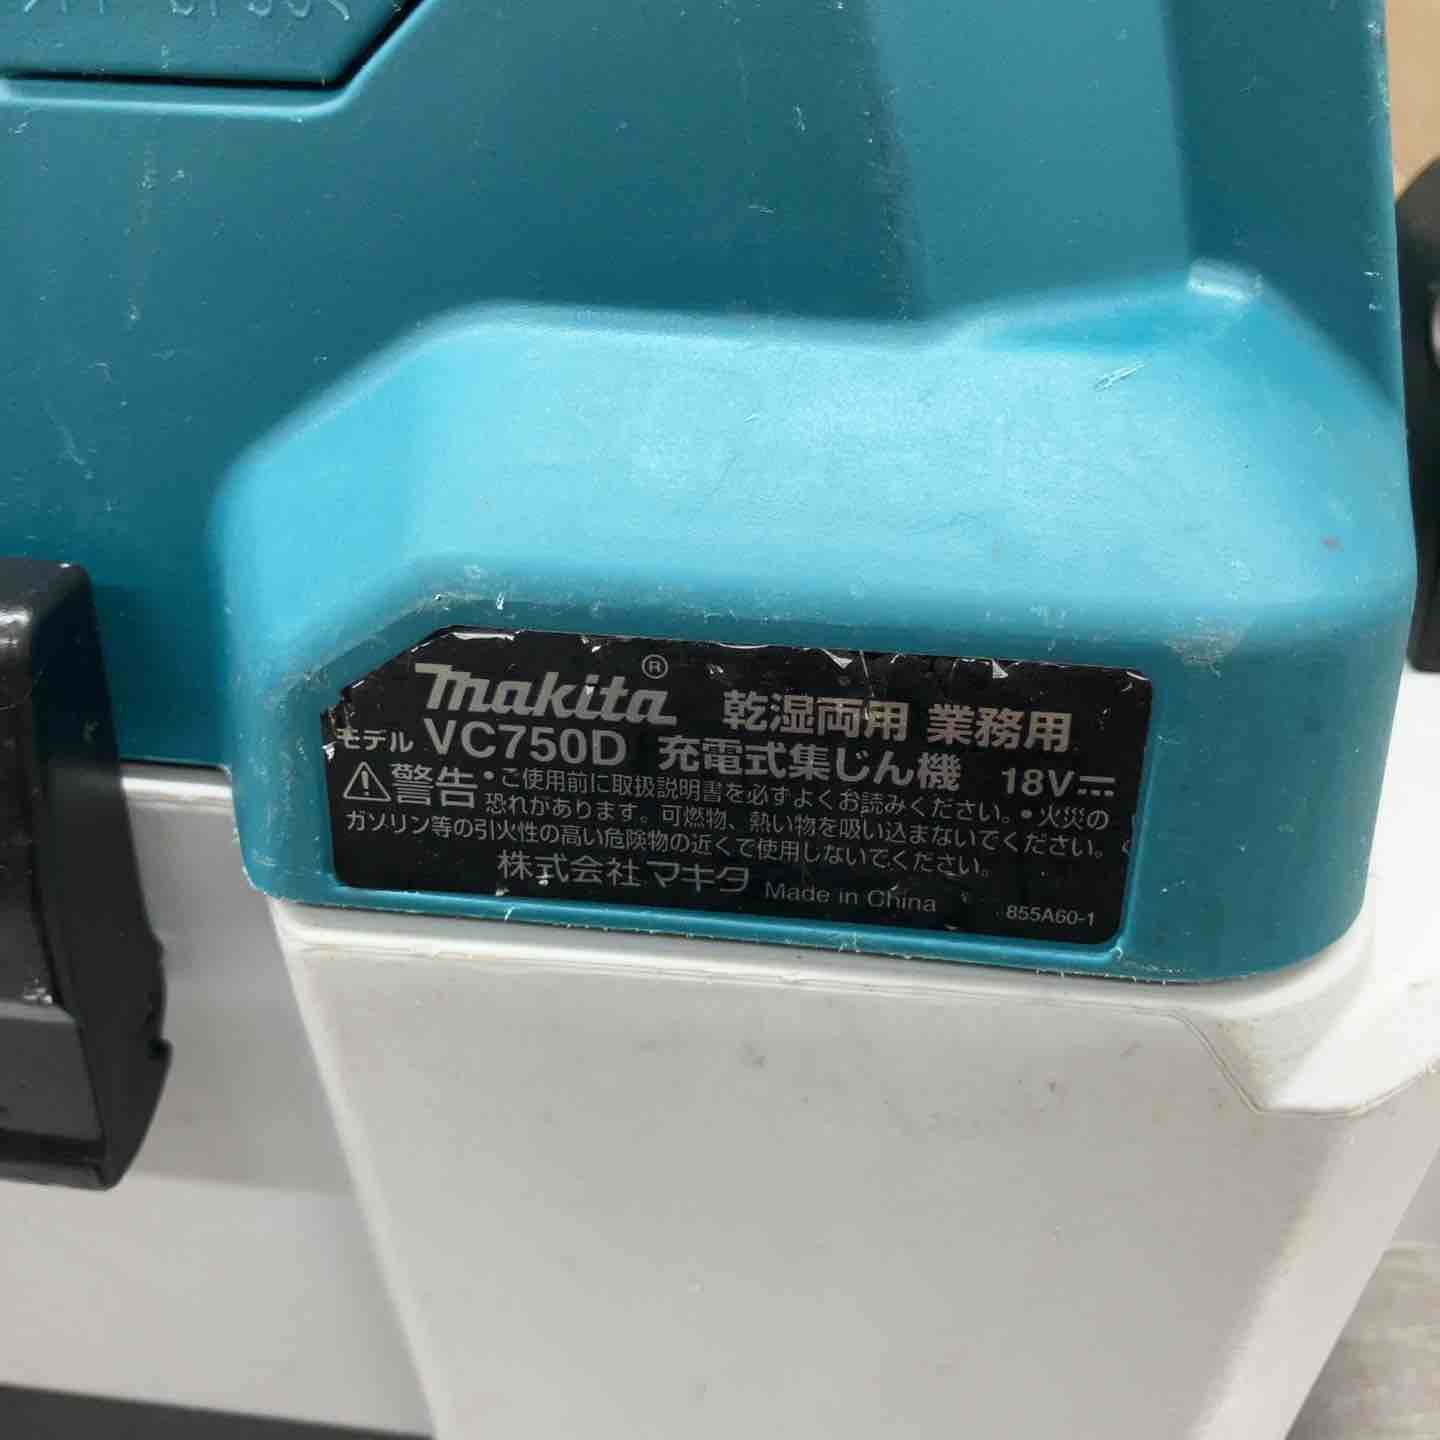 makita®
乾湿両用 業務用
モデル VC750D 充電式集じん機 18V
警告 •ご使用前に取扱説明書を必ずよくお読みください。•火災の
恐れがあります。可燃物、熱い物を吸い込まないでください。
ガソリン等の引火性の高い危険物の近くで使用しないでください。
株式会社マキタ Made in China 855A60-1